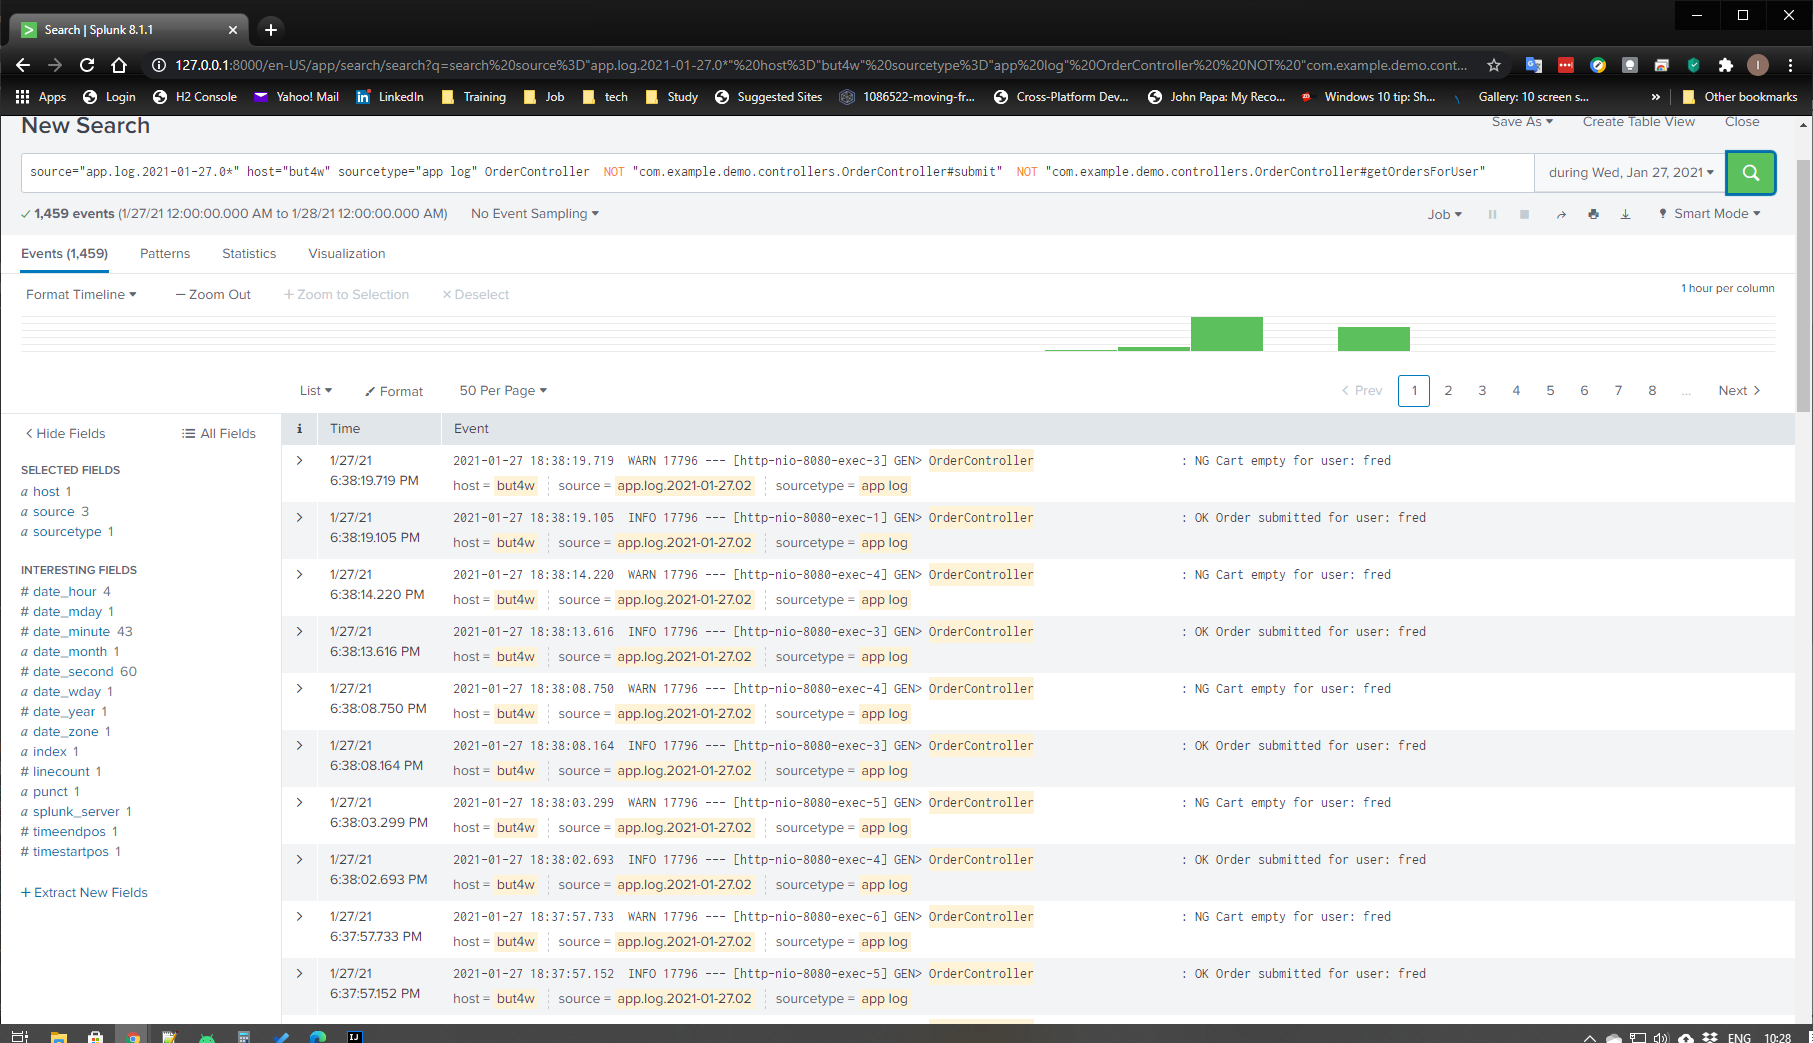 Search | Splunk 8.1.1
127.0.0.1:8000/en-US/app/search/search?q=search%20source%3D"app.log.2021-01-27.0*"%20host%3D"but4w"%20sourcetype%3D"app%20log"%20OrderController%20%20NOT%20"com.example.demo.cont...
Apps Login H2 Console Yahoo! Mail LinkedIn Training Job tech Study Suggested Sites 1086522-moving-fr... Cross-Platform Dev... John Papa: My Reco... Windows 10 tip: Sh... Gallery: 10 screen s... » Other bookmarks
New Search Save As Create Table View Close
source="app.log.2021-01-27.0*" host="but4w" sourcetype="app log" OrderController NOT "com.example.demo.controllers.OrderController#submit" NOT "com.example.demo.controllers.OrderController#getOrdersForUser" during Wed, Jan 27, 2021
1,459 events (1/27/21 12:00:00.000 AM to 1/28/21 12:00:00.000 AM) No Event Sampling Job Smart Mode
Events (1,459) Patterns Statistics Visualization
Format Timeline — Zoom Out + Zoom to Selection × Deselect 1 hour per column
List Format 50 Per Page < Prev 1 2 3 4 5 6 7 8 ... Next >
< Hide Fields All Fields
SELECTED FIELDS
a host 1
a source 3
a sourcetype 1
INTERESTING FIELDS
# date_hour 4
# date_mday 1
# date_minute 43
a date_month 1
# date_second 60
a date_wday 1
# date_year 1
a date_zone 1
a index 1
# linecount 1
a punct 1
a splunk_server 1
# timeendpos 1
# timestartpos 1
+ Extract New Fields
i Time Event
> 1/27/21 2021-01-27 18:38:19.719 WARN 17796 --- [http-nio-8080-exec-3] GEN> OrderController : NG Cart empty for user: fred
6:38:19.719 PM host = but4w source = app.log.2021-01-27.02 sourcetype = app log
> 1/27/21 2021-01-27 18:38:19.105 INFO 17796 --- [http-nio-8080-exec-1] GEN> OrderController : OK Order submitted for user: fred
6:38:19.105 PM host = but4w source = app.log.2021-01-27.02 sourcetype = app log
> 1/27/21 2021-01-27 18:38:14.220 WARN 17796 --- [http-nio-8080-exec-4] GEN> OrderController : NG Cart empty for user: fred
6:38:14.220 PM host = but4w source = app.log.2021-01-27.02 sourcetype = app log
> 1/27/21 2021-01-27 18:38:13.616 INFO 17796 --- [http-nio-8080-exec-3] GEN> OrderController : OK Order submitted for user: fred
6:38:13.616 PM host = but4w source = app.log.2021-01-27.02 sourcetype = app log
> 1/27/21 2021-01-27 18:38:08.750 WARN 17796 --- [http-nio-8080-exec-4] GEN> OrderController : NG Cart empty for user: fred
6:38:08.750 PM host = but4w source = app.log.2021-01-27.02 sourcetype = app log
> 1/27/21 2021-01-27 18:38:08.164 INFO 17796 --- [http-nio-8080-exec-3] GEN> OrderController : OK Order submitted for user: fred
6:38:08.164 PM host = but4w source = app.log.2021-01-27.02 sourcetype = app log
> 1/27/21 2021-01-27 18:38:03.299 WARN 17796 --- [http-nio-8080-exec-5] GEN> OrderController : NG Cart empty for user: fred
6:38:03.299 PM host = but4w source = app.log.2021-01-27.02 sourcetype = app log
> 1/27/21 2021-01-27 18:38:02.693 INFO 17796 --- [http-nio-8080-exec-4] GEN> OrderController : OK Order submitted for user: fred
6:38:02.693 PM host = but4w source = app.log.2021-01-27.02 sourcetype = app log
> 1/27/21 2021-01-27 18:37:57.733 WARN 17796 --- [http-nio-8080-exec-6] GEN> OrderController : NG Cart empty for user: fred
6:37:57.733 PM host = but4w source = app.log.2021-01-27.02 sourcetype = app log
> 1/27/21 2021-01-27 18:37:57.152 INFO 17796 --- [http-nio-8080-exec-5] GEN> OrderController : OK Order submitted for user: fred
6:37:57.152 PM host = but4w source = app.log.2021-01-27.02 sourcetype = app log
ENG 10:28